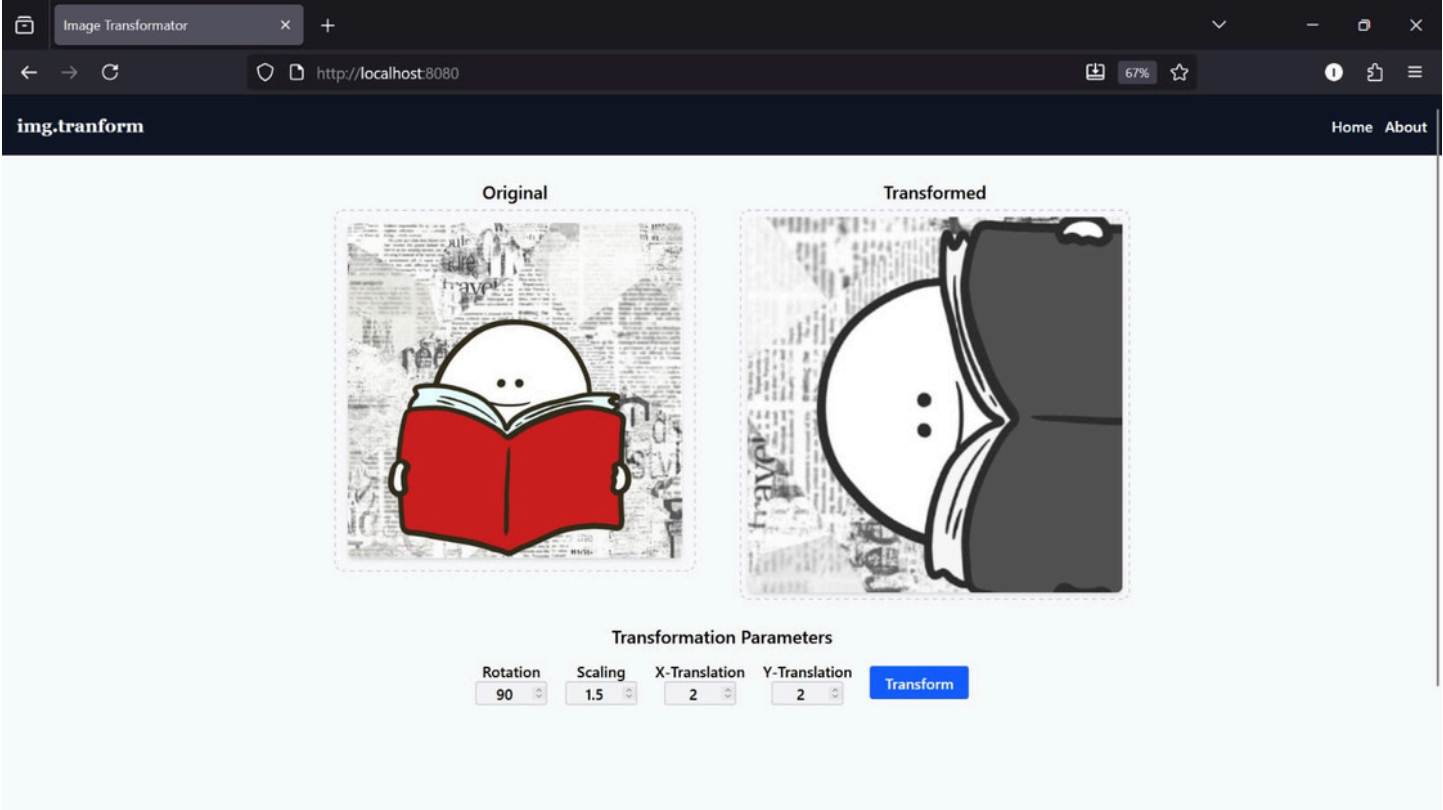 Image Transformator
http://localhost:8080
67%
img.tranform
Home About
Original
Transformed
travel
Transformation Parameters
Rotation Scaling X-Translation Y-Translation
90 1.5 2 2
Transform